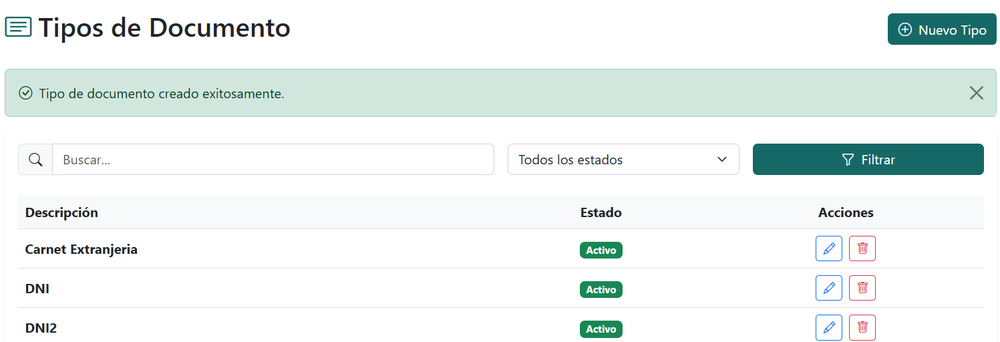 Tipos de Documento
Nuevo Tipo
Tipo de documento creado exitosamente.
Buscar...
Todos los estados
Filtrar
Descripción Estado Acciones
Carnet Extranjeria Activo
DNI Activo
DNI2 Activo